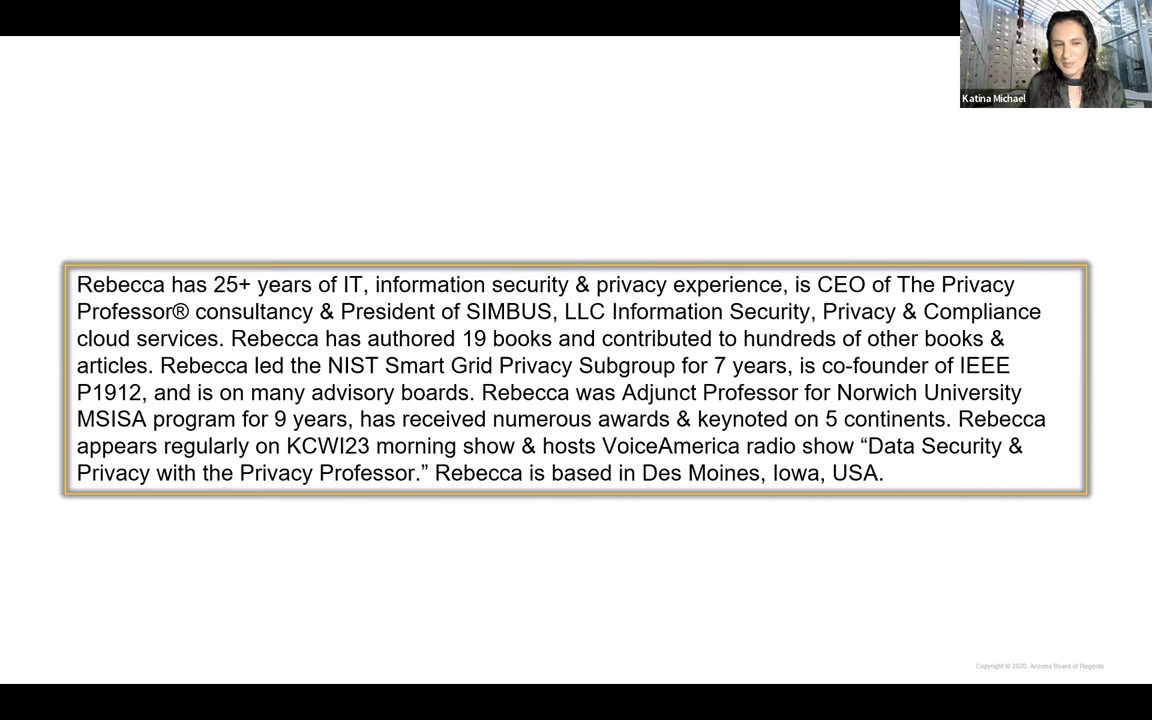 Katina Michael
Rebecca has 25+ years of IT, information security & privacy experience, is CEO of The Privacy
Professor® consultancy & President of SIMBUS, LLC Information Security, Privacy & Compliance
cloud services. Rebecca has authored 19 books and contributed to hundreds of other books &
articles. Rebecca led the NIST Smart Grid Privacy Subgroup for 7 years, is co-founder of IEEE
P1912, and is on many advisory boards. Rebecca was Adjunct Professor for Norwich University
MSISA program for 9 years, has received numerous awards & keynoted on 5 continents. Rebecca
appears regularly on KCWI23 morning show & hosts VoiceAmerica radio show “Data Security &
Privacy with the Privacy Professor.” Rebecca is based in Des Moines, Iowa, USA.
Copyright © 2020 Arizona Board of Regents